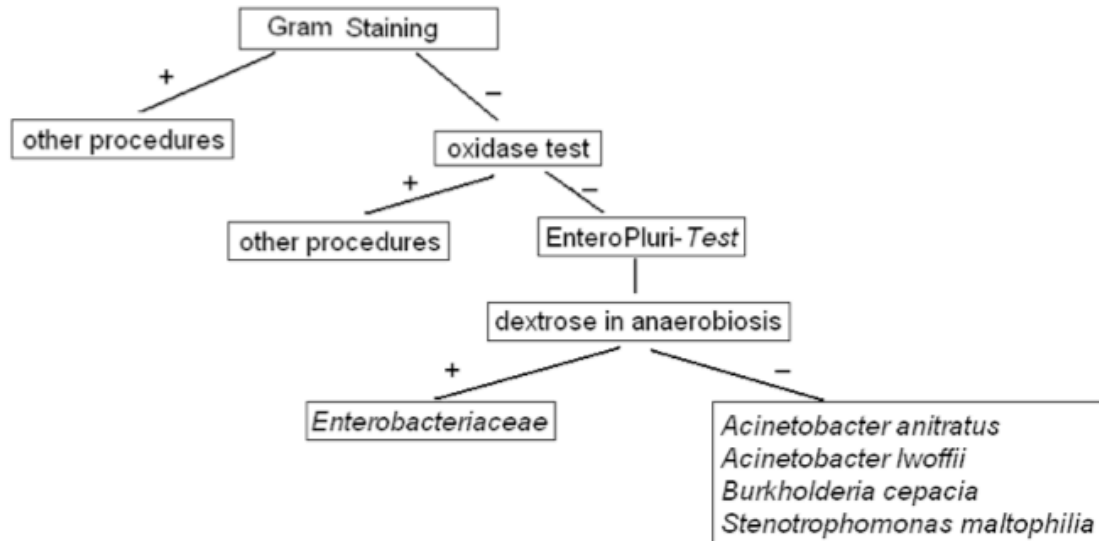 Gram Staining
+
−
other procedures
oxidase test
+
−
other procedures
EnteroPluri-Test
dextrose in anaerobiosis
+
−
Enterobacteriaceae
Acinetobacter anitratus
Acinetobacter lwoffii
Burkholderia cepacia
Stenotrophomonas maltophilia